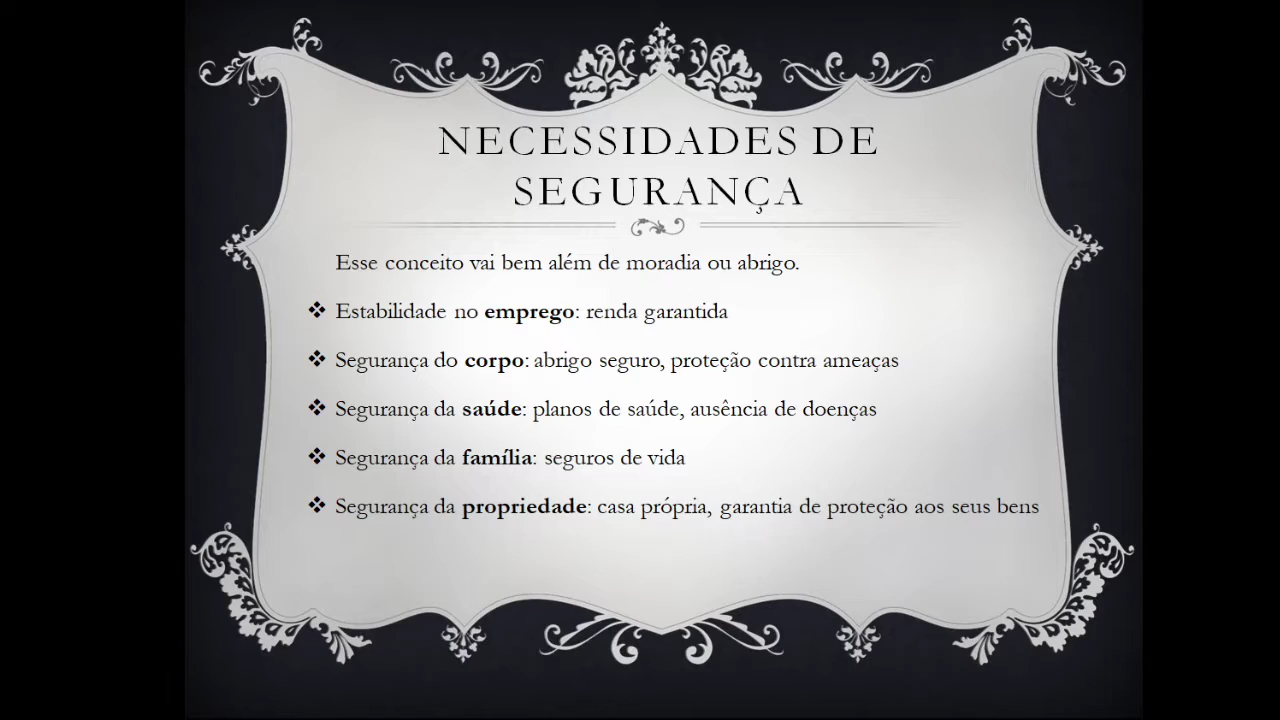 NECESSIDADES DE
SEGURANÇA
Esse conceito vai bem além de moradia ou abrigo.
❖ Estabilidade no emprego: renda garantida
❖ Segurança do corpo: abrigo seguro, proteção contra ameaças
❖ Segurança da saúde: planos de saúde, ausência de doenças
❖ Segurança da família: seguros de vida
❖ Segurança da propriedade: casa própria, garantia de proteção aos seus bens